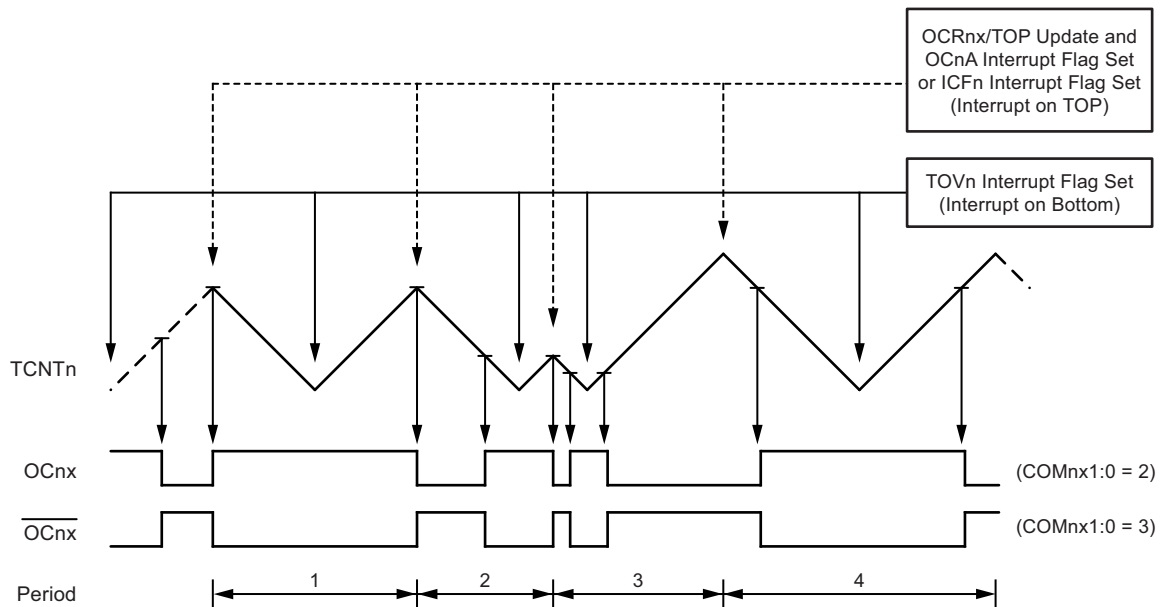 OCRnx/TOP Update and
OCnA Interrupt Flag Set
or ICFn Interrupt Flag Set
(Interrupt on TOP)
TOVn Interrupt Flag Set
(Interrupt on Bottom)
TCNTn
OCnx
(COMnx1:0 = 2)
OCnx
(COMnx1:0 = 3)
Period
1
2
3
4